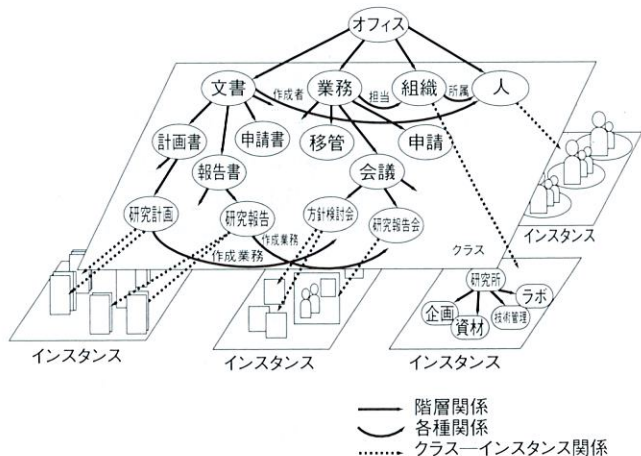 オフィス
文書
作成者
業務
担当
組織
所属
人
計画書
申請書
移管
申請
報告書
会議
研究計画
研究報告
方針検討会
研究報告会
作成業務
作成業務
クラス
インスタンス
研究所
企画
資材
技術管理
ラボ
インスタンス
インスタンス
インスタンス
階層関係
各種関係
クラス―インスタンス関係